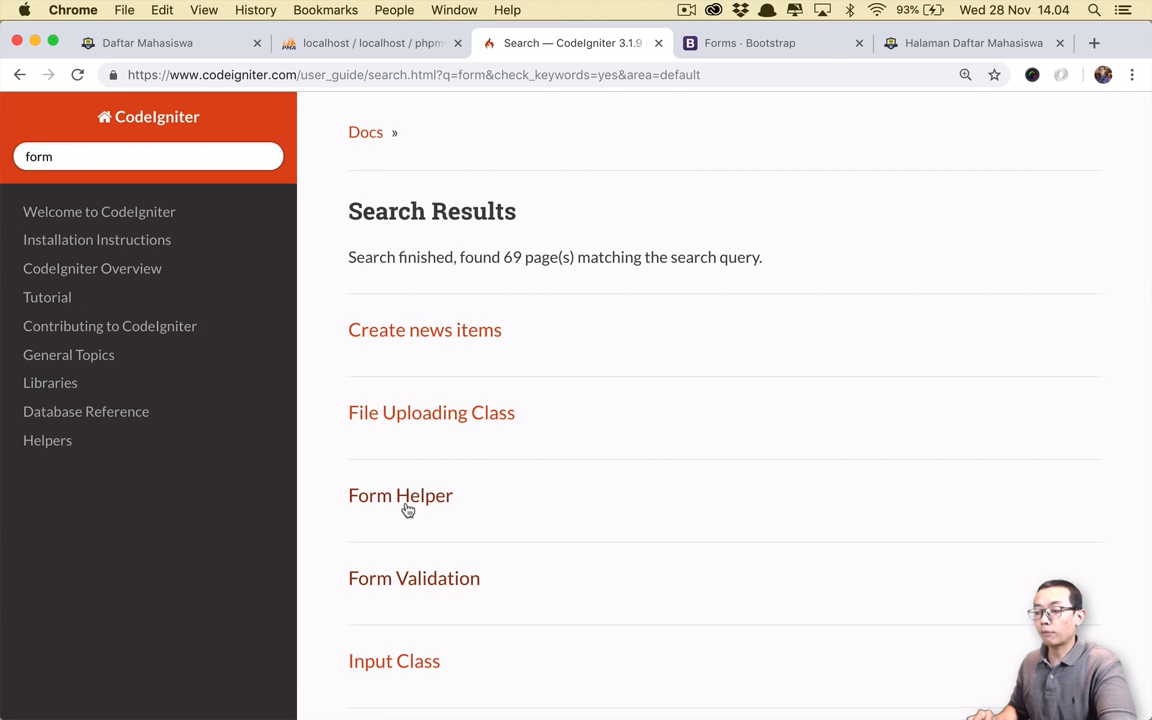 Chrome File Edit View History Bookmarks People Window Help 93% Wed 28 Nov 14.04
Daftar Mahasiswa
localhost / localhost / phpm
Search — CodeIgniter 3.1.9
Forms · Bootstrap
Halaman Daftar Mahasiswa
https://www.codeigniter.com/user_guide/search.html?q=form&check_keywords=yes&area=default
CodeIgniter
form
Welcome to CodeIgniter
Installation Instructions
CodeIgniter Overview
Tutorial
Contributing to CodeIgniter
General Topics
Libraries
Database Reference
Helpers
Docs »
Search Results
Search finished, found 69 page(s) matching the search query.
Create news items
File Uploading Class
Form Helper
Form Validation
Input Class